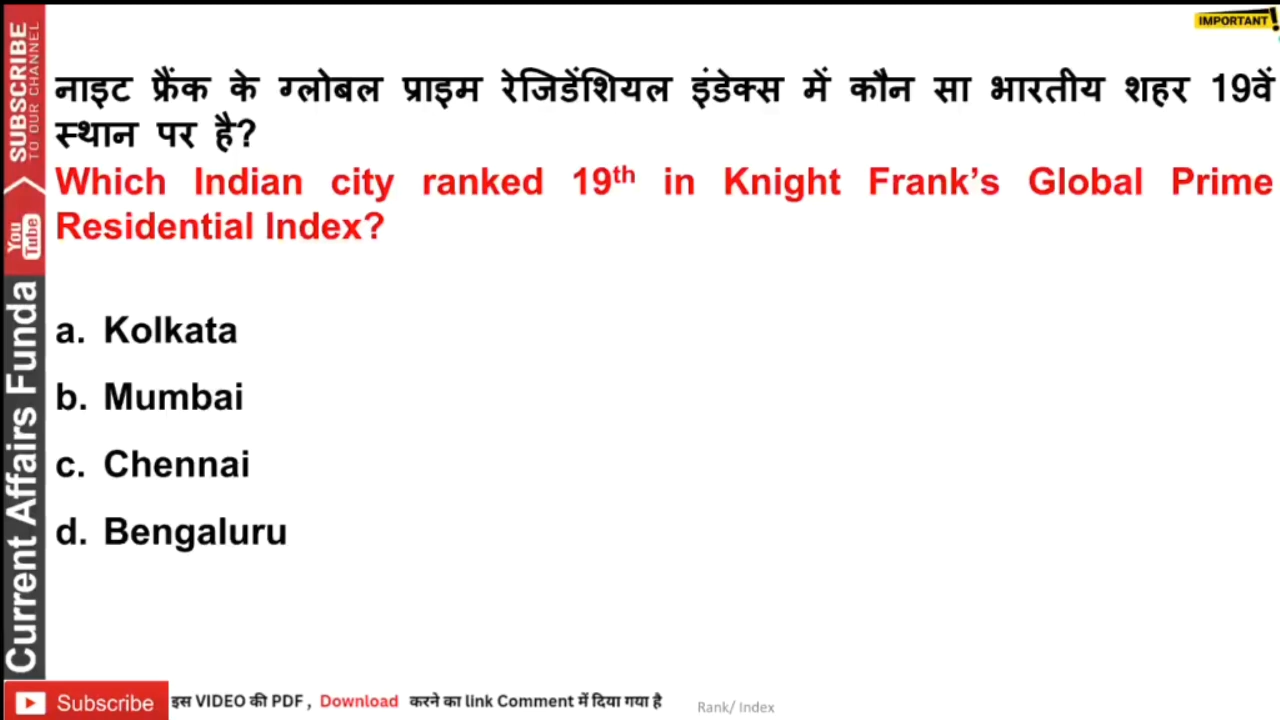 IMPORTANT!
नाइट फ्रैंक के ग्लोबल प्राइम रेजिडेंशियल इंडेक्स में कौन सा भारतीय शहर 19वें
स्थान पर है?
Which Indian city ranked 19th in Knight Frank’s Global Prime
Residential Index?
a. Kolkata
b. Mumbai
c. Chennai
d. Bengaluru
SUBSCRIBE
TO OUR CHANNEL
You
Tube
Current Affairs Funda
Subscribe
इस VIDEO की PDF , Download करने का link Comment में दिया गया है
Rank/ Index